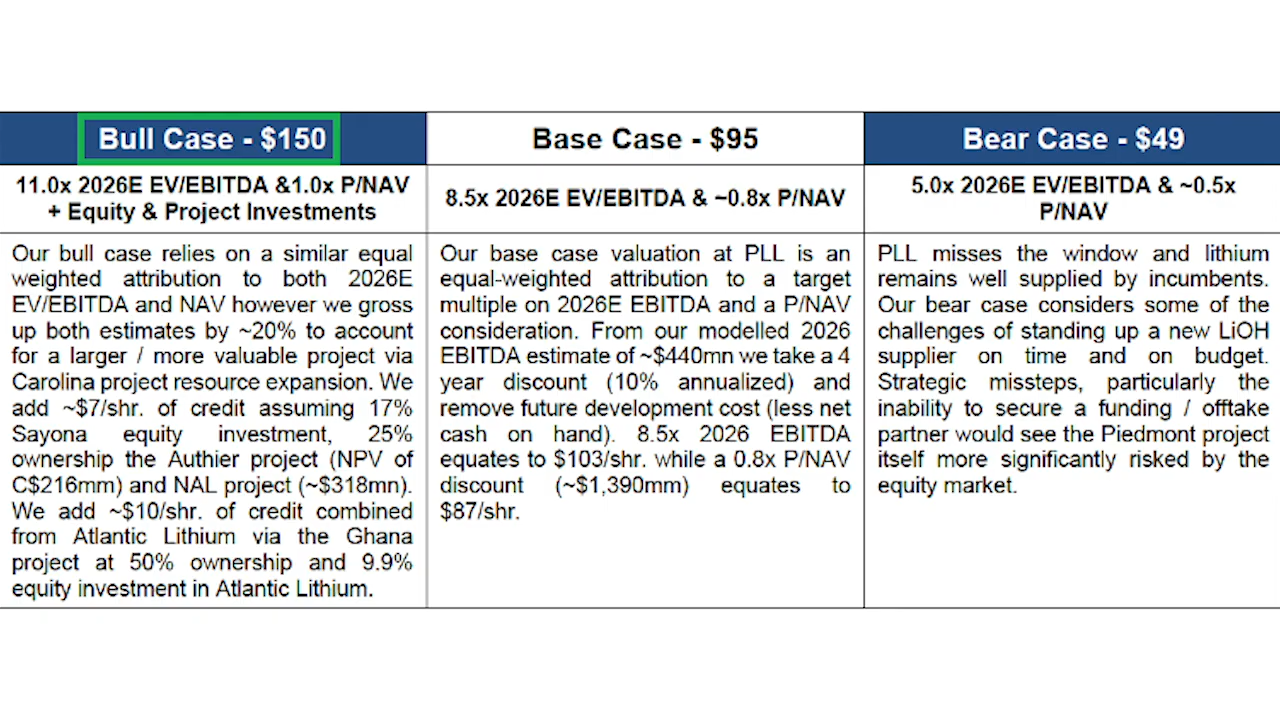 Bull Case - $150
11.0x 2026E EV/EBITDA &1.0x P/NAV
+ Equity & Project Investments
Our bull case relies on a similar equal
weighted attribution to both 2026E
EV/EBITDA and NAV however we gross
up both estimates by ~20% to account
for a larger / more valuable project via
Carolina project resource expansion. We
add ~$7/shr. of credit assuming 17%
Sayona equity investment, 25%
ownership the Authier project (NPV of
C$216mm) and NAL project (~$318mn).
We add ~$10/shr. of credit combined
from Atlantic Lithium via the Ghana
project at 50% ownership and 9.9%
equity investment in Atlantic Lithium.
Base Case - $95
8.5x 2026E EV/EBITDA & ~0.8x P/NAV
Our base case valuation at PLL is an
equal-weighted attribution to a target
multiple on 2026E EBITDA and a P/NAV
consideration. From our modelled 2026
EBITDA estimate of ~$440mn we take a 4
year discount (10% annualized) and
remove future development cost (less net
cash on hand). 8.5x 2026 EBITDA
equates to $103/shr. while a 0.8x P/NAV
discount (~$1,390mm) equates to
$87/shr.
Bear Case - $49
5.0x 2026E EV/EBITDA & ~0.5x
P/NAV
PLL misses the window and lithium
remains well supplied by incumbents.
Our bear case considers some of the
challenges of standing up a new LiOH
supplier on time and on budget.
Strategic missteps, particularly the
inability to secure a funding / offtake
partner would see the Piedmont project
itself more significantly risked by the
equity market.